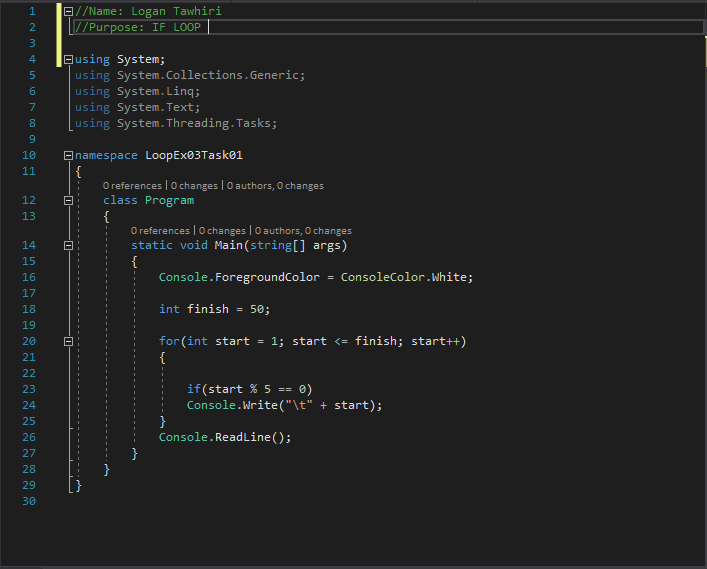 1 //Name: Logan Tawhiri
2 //Purpose: IF LOOP
3
4 using System;
5 using System.Collections.Generic;
6 using System.Linq;
7 using System.Text;
8 using System.Threading.Tasks;
9
10 namespace LoopEx03Task01
11 {
0 references | 0 changes | 0 authors, 0 changes
12 class Program
13 {
0 references | 0 changes | 0 authors, 0 changes
14 static void Main(string[] args)
15 {
16 Console.ForegroundColor = ConsoleColor.White;
17
18 int finish = 50;
19
20 for(int start = 1; start <= finish; start++)
21 {
22
23 if(start % 5 == 0)
24 Console.Write("\t" + start);
25 }
26 Console.ReadLine();
27 }
28 }
29 }
30